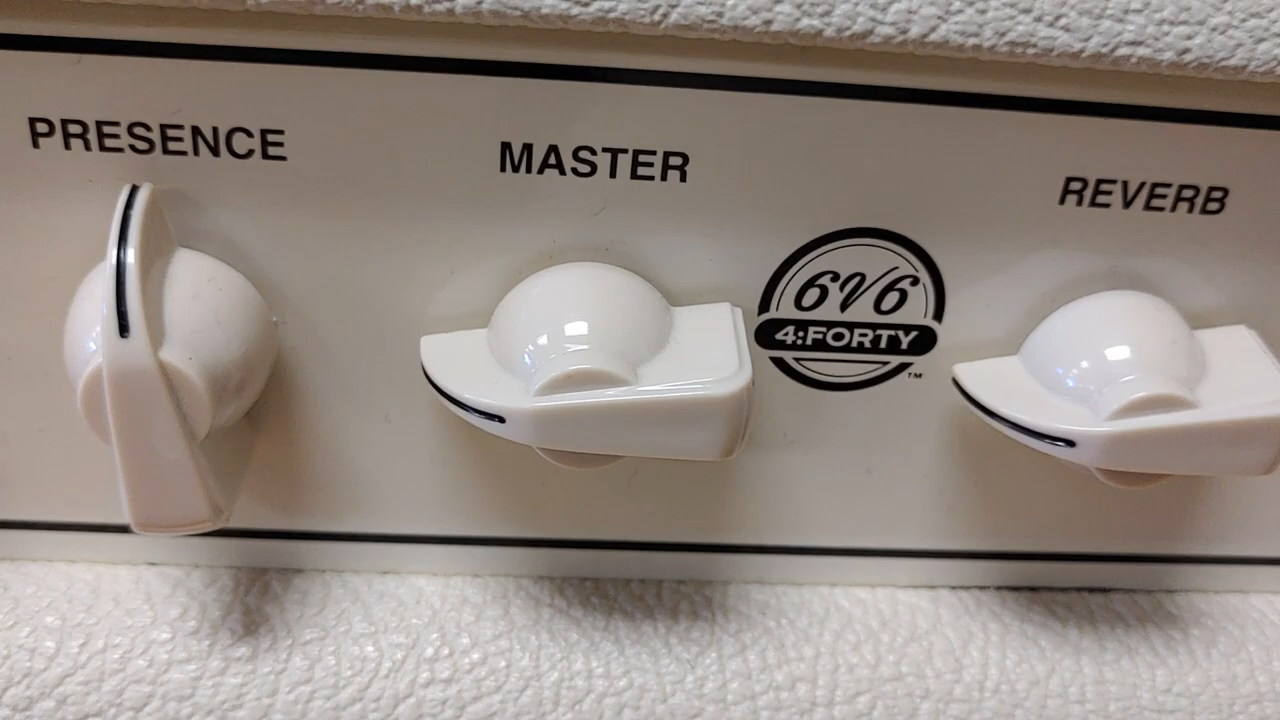 PRESENCE
MASTER
REVERB
6V6
4:FORTY
TM